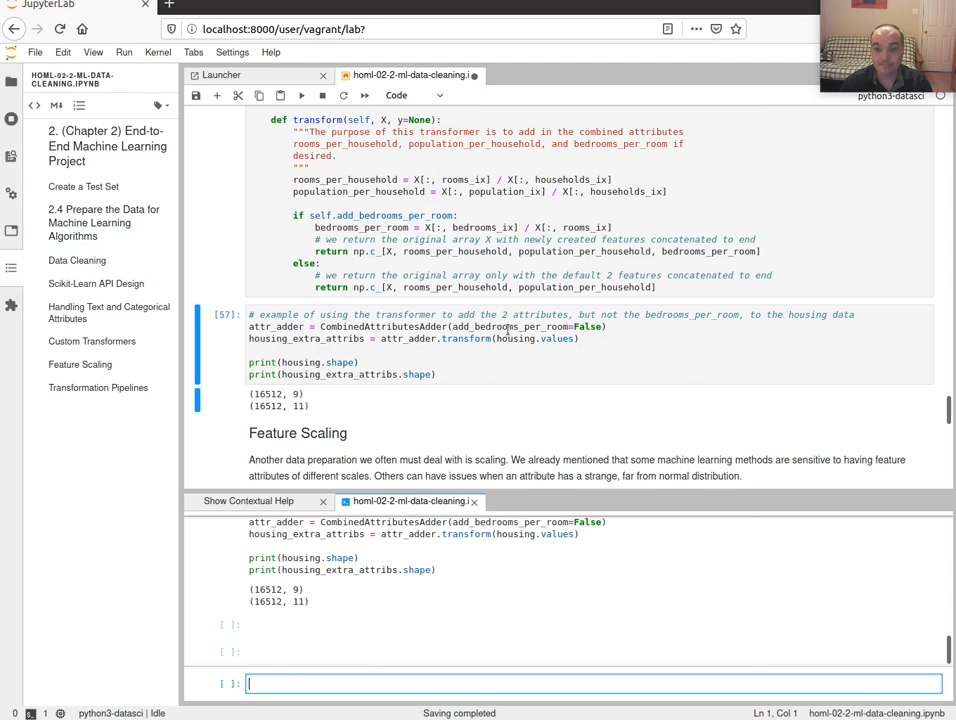 JupyterLab
localhost:8000/user/vagrant/lab?
File Edit View Run Kernel Tabs Settings Help
HOML-02-2-ML-DATA-
CLEANING.IPYNB
2. (Chapter 2) End-to-
End Machine Learning
Project
Create a Test Set
2.4 Prepare the Data for
Machine Learning
Algorithms
Data Cleaning
Scikit-Learn API Design
Handling Text and Categorical
Attributes
Custom Transformers
Feature Scaling
Transformation Pipelines
Launcher
homl-02-2-ml-data-cleaning.i
Code
python3-datasci
def transform(self, X, y=None):
"""The purpose of this transformer is to add in the combined attributes
rooms_per_household, population_per_household, and bedrooms_per_room if
desired.
"""
rooms_per_household = X[:, rooms_ix] / X[:, households_ix]
population_per_household = X[:, population_ix] / X[:, households_ix]
if self.add_bedrooms_per_room:
bedrooms_per_room = X[:, bedrooms_ix] / X[:, rooms_ix]
# we return the original array X with newly created features concatenated to end
return np.c_[X, rooms_per_household, population_per_household, bedrooms_per_room]
else:
# we return the original array only with the default 2 features concatenated to end
return np.c_[X, rooms_per_household, population_per_household]
[57]: # example of using the transformer to add the 2 attributes, but not the bedrooms_per_room, to the housing data
attr_adder = CombinedAttributesAdder(add_bedrooms_per_room=False)
housing_extra_attribs = attr_adder.transform(housing.values)
print(housing.shape)
print(housing_extra_attribs.shape)
(16512, 9)
(16512, 11)
Feature Scaling
Another data preparation we often must deal with is scaling. We already mentioned that some machine learning methods are sensitive to having feature
attributes of different scales. Others can have issues when an attribute has a strange, far from normal distribution.
Show Contextual Help
homl-02-2-ml-data-cleaning.i
attr_adder = CombinedAttributesAdder(add_bedrooms_per_room=False)
housing_extra_attribs = attr_adder.transform(housing.values)
print(housing.shape)
print(housing_extra_attribs.shape)
(16512, 9)
(16512, 11)
[ ]:
[ ]:
[ ]:
0 1 python3-datasci | Idle Saving completed Ln 1, Col 1 homl-02-2-ml-data-cleaning.ipynb